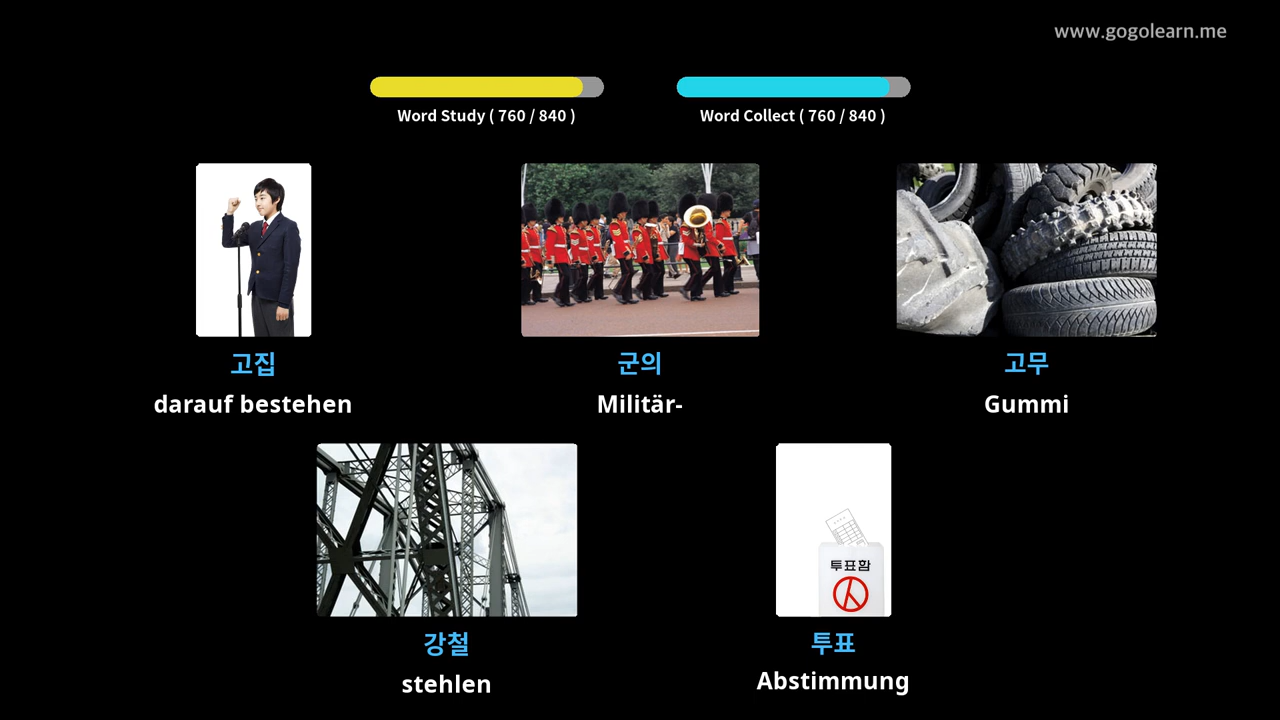 www.gogolearn.me
Word Study ( 760 / 840 )
Word Collect ( 760 / 840 )
고집
darauf bestehen
군의
Militär-
고무
Gummi
투표함
강철
stehlen
투표
Abstimmung